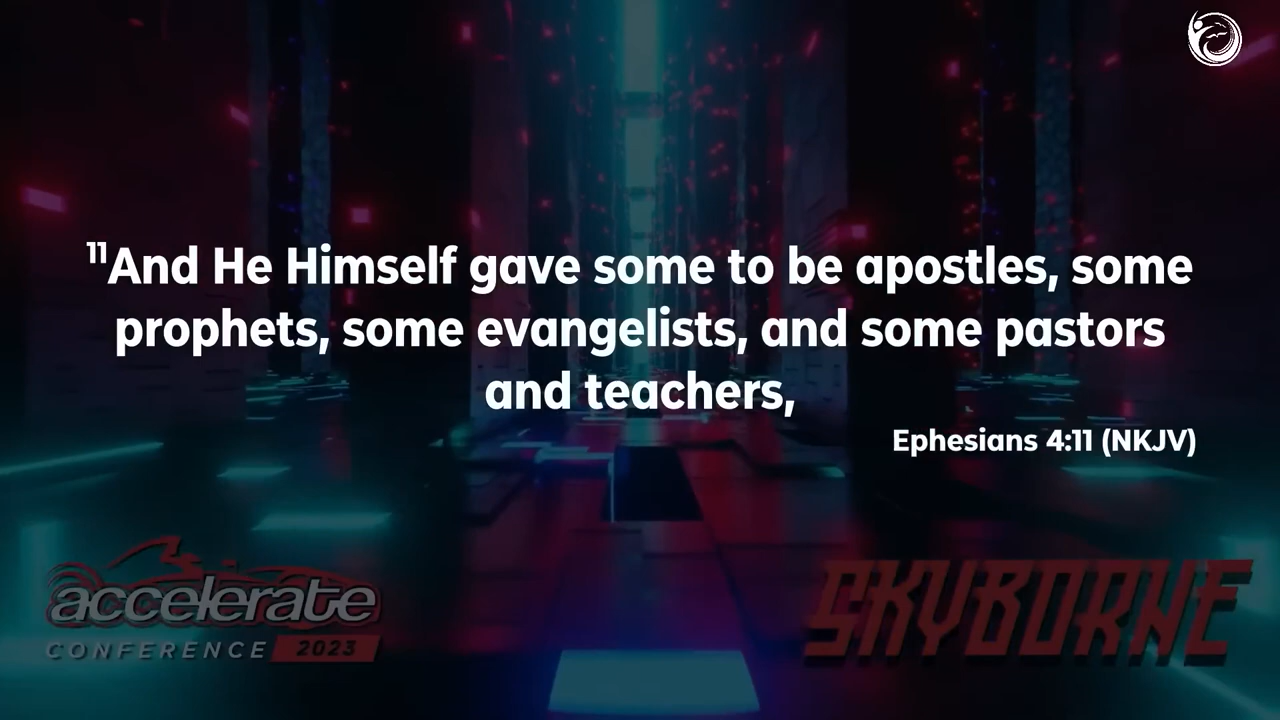 ¹¹And He Himself gave some to be apostles, some
prophets, some evangelists, and some pastors
and teachers,
Ephesians 4:11 (NKJV)
accelerate
CONFERENCE 2023
SKYBORNE